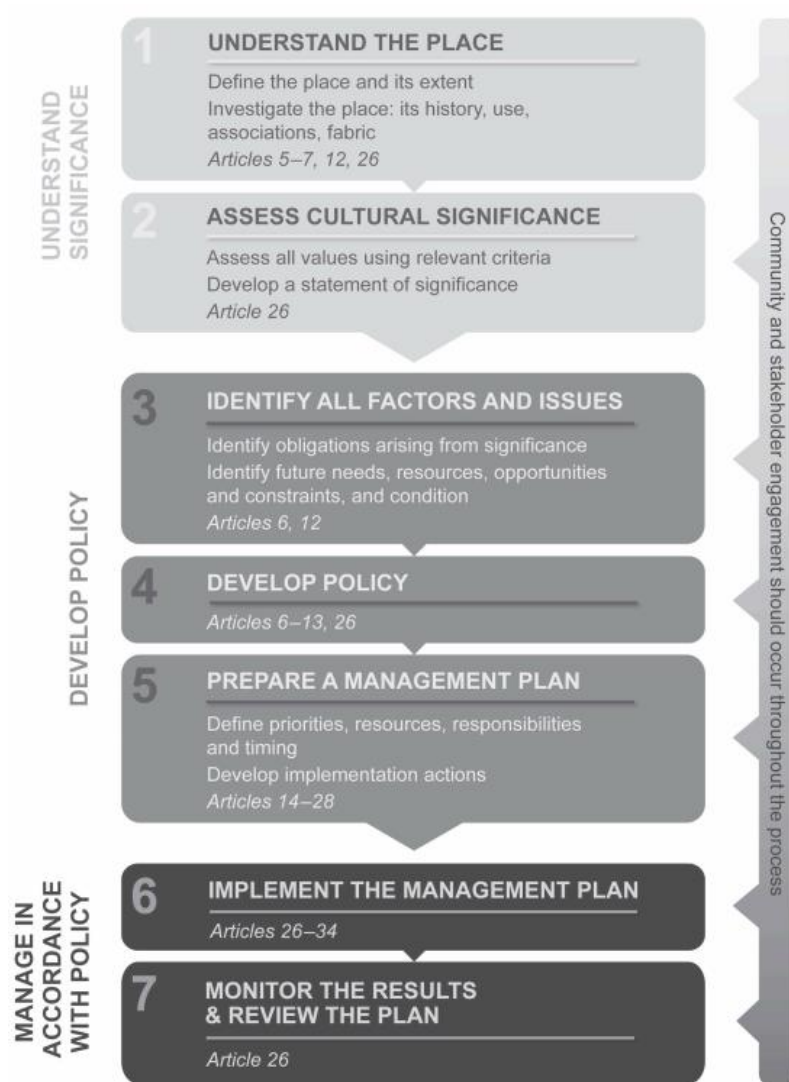 UNDERSTAND
SIGNIFICANCE
1
UNDERSTAND THE PLACE
Define the place and its extent
Investigate the place: its history, use,
associations, fabric
Articles 5–7, 12, 26
2
ASSESS CULTURAL SIGNIFICANCE
Assess all values using relevant criteria
Develop a statement of significance
Article 26
DEVELOP POLICY
3
IDENTIFY ALL FACTORS AND ISSUES
Identify obligations arising from significance
Identify future needs, resources, opportunities
and constraints, and condition
Articles 6, 12
4
DEVELOP POLICY
Articles 6–13, 26
5
PREPARE A MANAGEMENT PLAN
Define priorities, resources, responsibilities
and timing
Develop implementation actions
Articles 14–28
MANAGE IN
ACCORDANCE
WITH POLICY
6
IMPLEMENT THE MANAGEMENT PLAN
Articles 26–34
7
MONITOR THE RESULTS
& REVIEW THE PLAN
Article 26
Community and stakeholder engagement should occur throughout the process